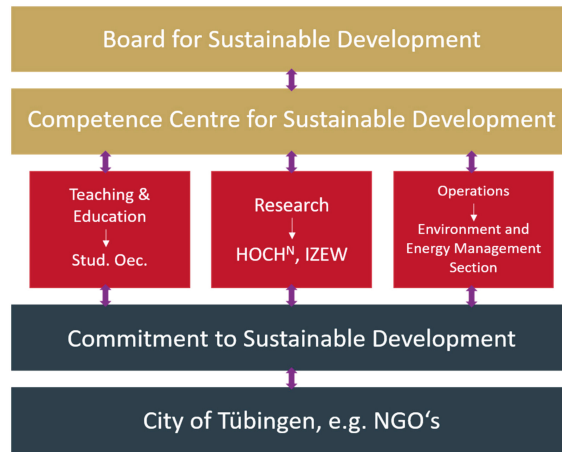 Board for Sustainable Development
Competence Centre for Sustainable Development
Teaching &
Education
Stud. Oec.
Research
HOCHᴺ, IZEW
Operations
Environment and
Energy Management
Section
Commitment to Sustainable Development
City of Tübingen, e.g. NGO‘s